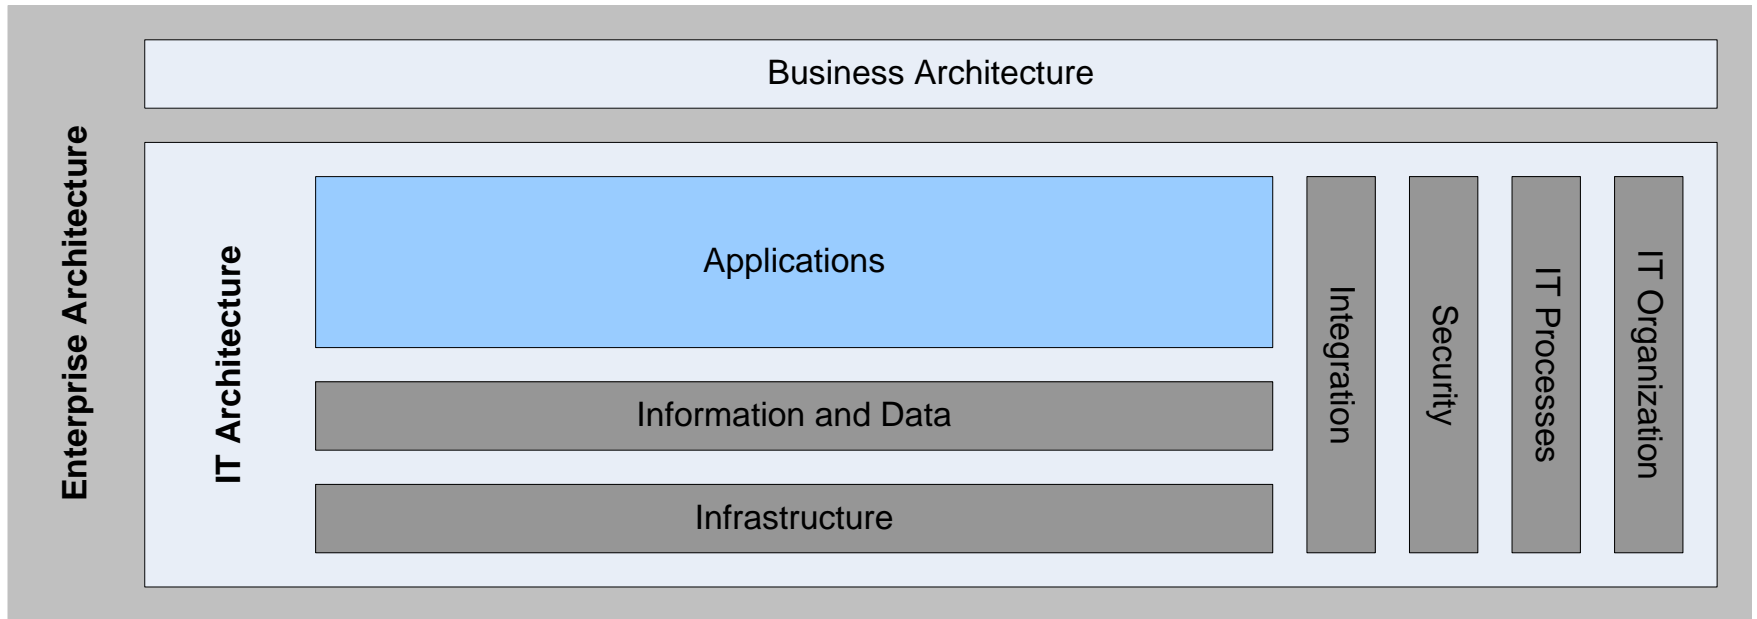 Enterprise Architecture
Business Architecture
IT Architecture
Applications
Information and Data
Infrastructure
Integration
Security
IT Processes
IT Organization